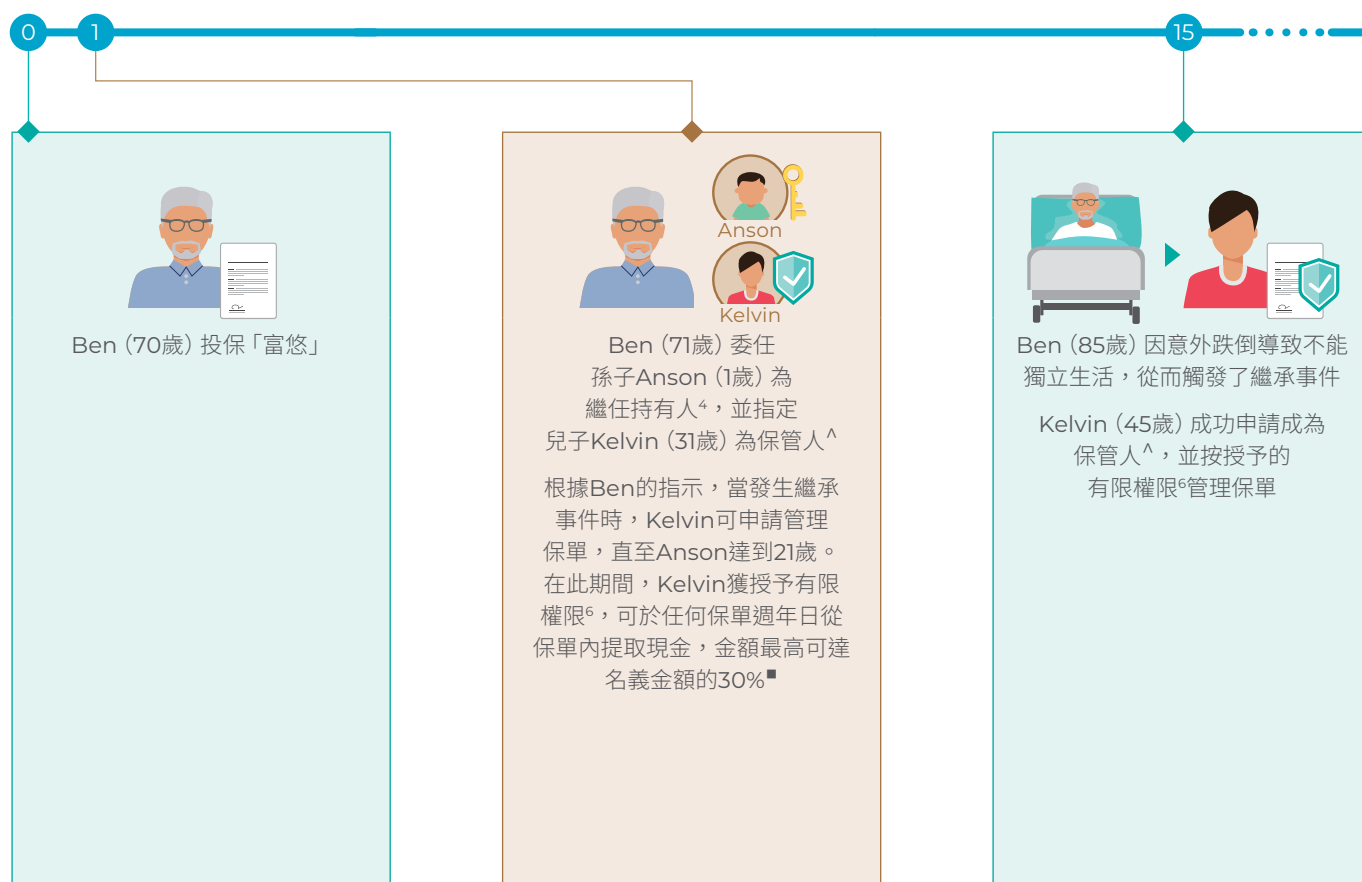 0
1
15
Ben（70歲）投保「富悠」
Anson
Kelvin
Ben（71歲）委任
孫子Anson（1歲）為
繼任持有人⁴，並指定
兒子Kelvin（31歲）為保管人^
根據Ben的指示，當發生繼承
事件時，Kelvin可申請管理
保單，直至Anson達到21歲。
在此期間，Kelvin獲授予有限
權限⁶，可於任何保單週年日從
保單內提取現金，金額最高可達
名義金額的30%■
Ben（85歲）因意外跌倒導致不能
獨立生活，從而觸發了繼承事件
Kelvin（45歲）成功申請成為
保管人^，並按授予的
有限權限⁶管理保單